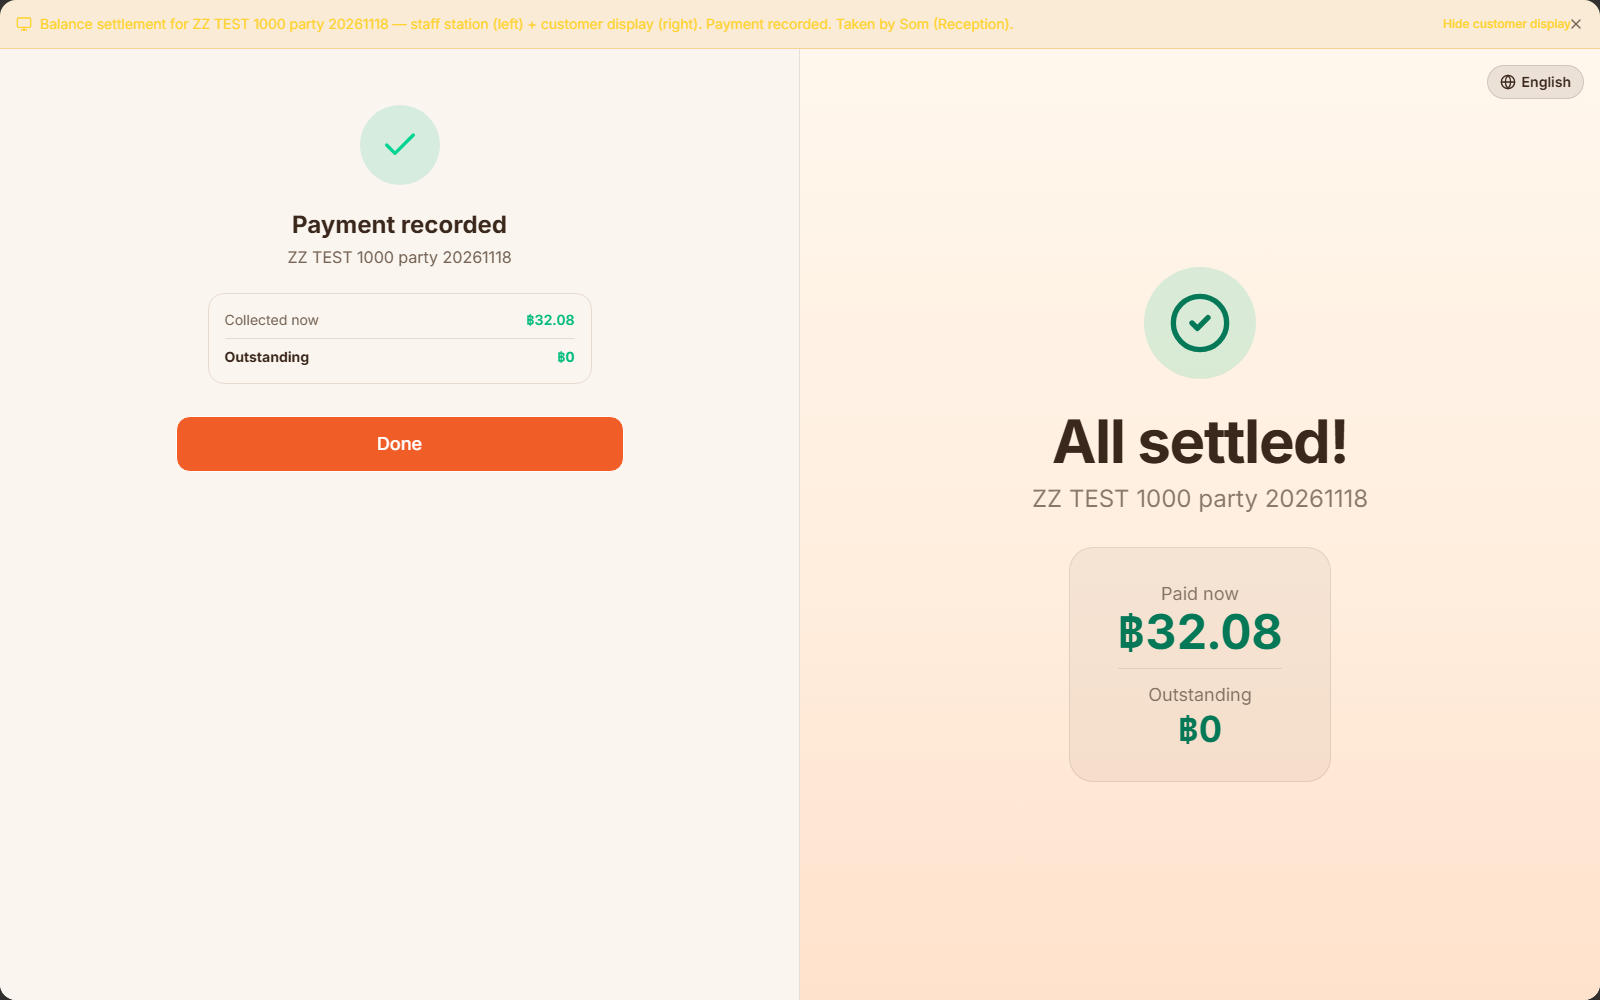 Balance settlement for ZZ TEST 1000 party 20261118 — staff station (left) + customer display (right). Payment recorded. Taken by Som (Reception).
Hide customer display
English
Payment recorded
ZZ TEST 1000 party 20261118
Collected now ฿32.08
Outstanding ฿0
Done
All settled!
ZZ TEST 1000 party 20261118
Paid now
฿32.08
Outstanding
฿0